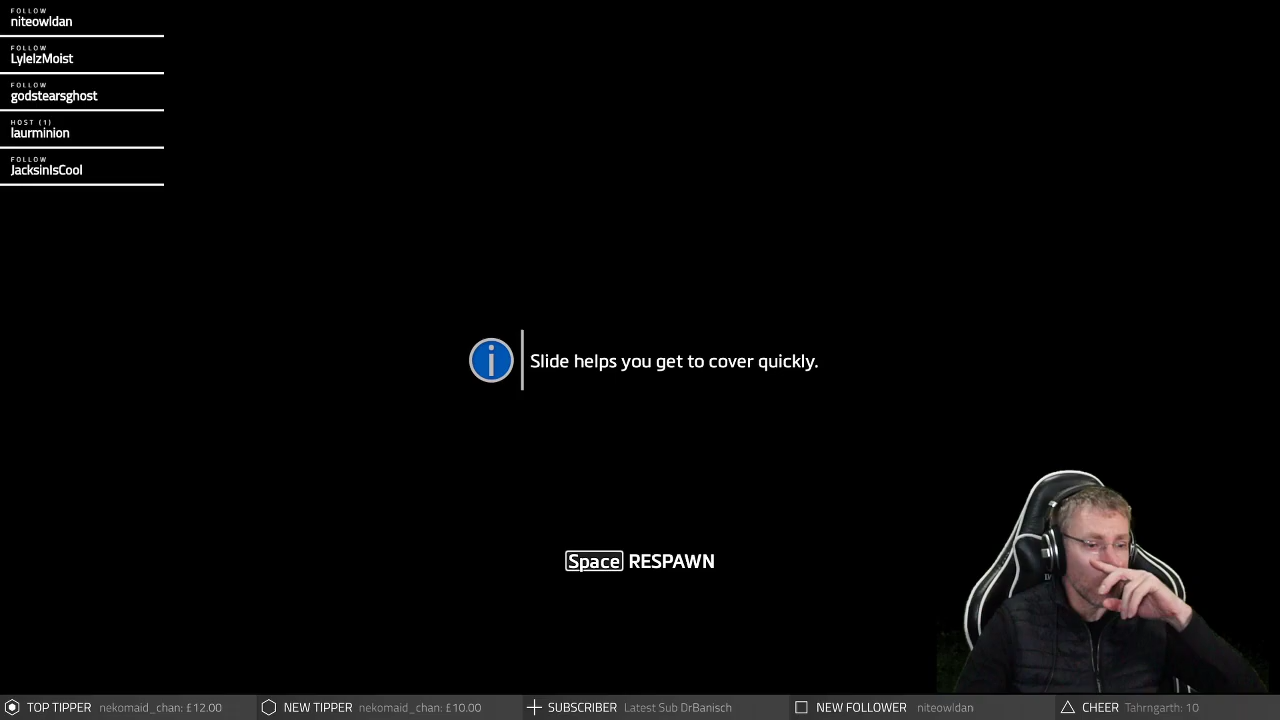 FOLLOW
niteowldan
FOLLOW
LyleIzMoist
FOLLOW
godstearsghost
HOST (1)
laurminion
FOLLOW
JacksinIsCool
i Slide helps you get to cover quickly.
Space RESPAWN
TOP TIPPER nekomaid_chan: £12.00 NEW TIPPER nekomaid_chan: £10.00 SUBSCRIBER Latest Sub DrBanisch NEW FOLLOWER niteowldan CHEER Tahrngarth: 10